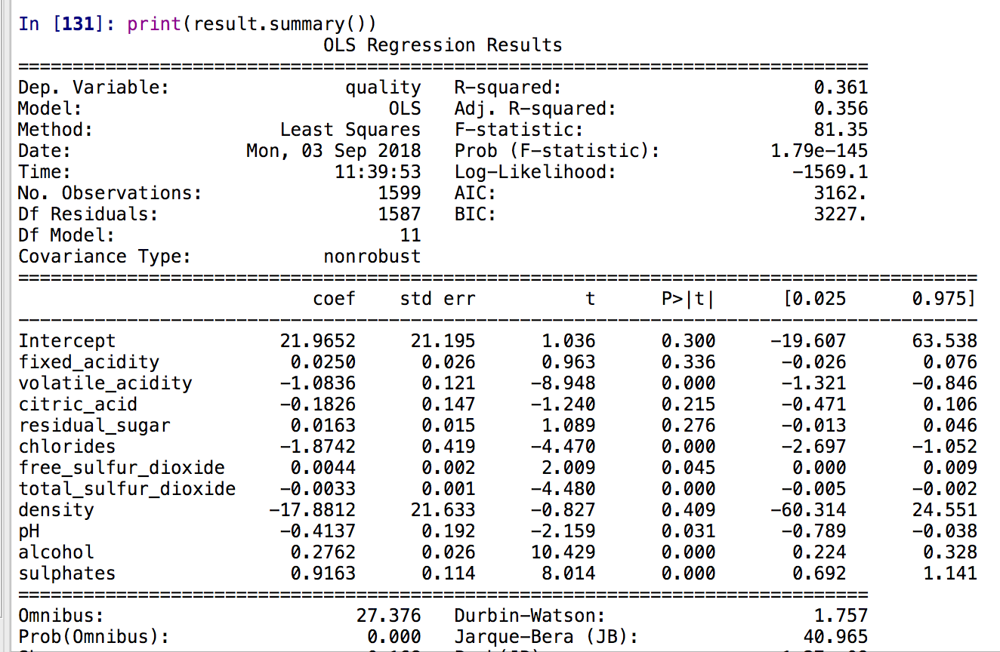 In [131]: print(result.summary())
                            OLS Regression Results
==============================================================================
Dep. Variable:                quality   R-squared:                       0.361
Model:                            OLS   Adj. R-squared:                  0.356
Method:                 Least Squares   F-statistic:                     81.35
Date:                Mon, 03 Sep 2018   Prob (F-statistic):          1.79e-145
Time:                        11:39:53   Log-Likelihood:                -1569.1
No. Observations:                1599   AIC:                             3162.
Df Residuals:                    1587   BIC:                             3227.
Df Model:                          11
Covariance Type:            nonrobust
========================================================================================
                           coef    std err          t      P>|t|      [0.025      0.975]
----------------------------------------------------------------------------------------
Intercept               21.9652     21.195      1.036      0.300     -19.607      63.538
fixed_acidity            0.0250      0.026      0.963      0.336      -0.026       0.076
volatile_acidity        -1.0836      0.121     -8.948      0.000      -1.321      -0.846
citric_acid             -0.1826      0.147     -1.240      0.215      -0.471       0.106
residual_sugar           0.0163      0.015      1.089      0.276      -0.013       0.046
chlorides               -1.8742      0.419     -4.470      0.000      -2.697      -1.052
free_sulfur_dioxide      0.0044      0.002      2.009      0.045       0.000       0.009
total_sulfur_dioxide    -0.0033      0.001     -4.480      0.000      -0.005      -0.002
density                -17.8812     21.633     -0.827      0.409     -60.314      24.551
pH                      -0.4137      0.192     -2.159      0.031      -0.789      -0.038
alcohol                  0.2762      0.026     10.429      0.000       0.224       0.328
sulphates                0.9163      0.114      8.014      0.000       0.692       1.141
==============================================================================
Omnibus:                       27.376   Durbin-Watson:                   1.757
Prob(Omnibus):                  0.000   Jarque-Bera (JB):               40.965